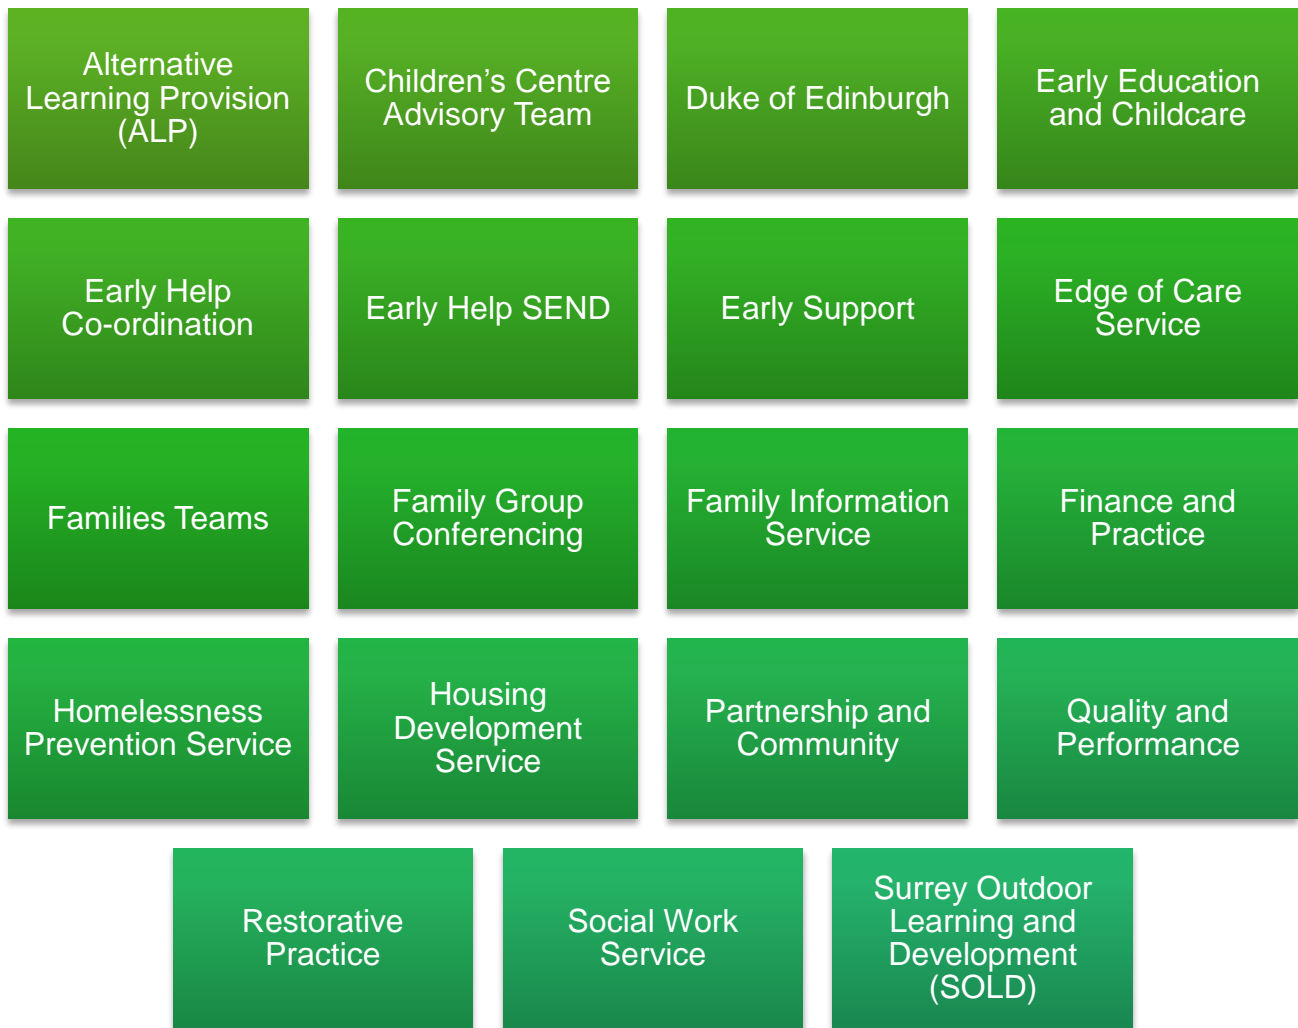 Alternative
Learning Provision
(ALP)
Children’s Centre
Advisory Team
Duke of Edinburgh
Early Education
and Childcare
Early Help
Co-ordination
Early Help SEND
Early Support
Edge of Care
Service
Families Teams
Family Group
Conferencing
Family Information
Service
Finance and
Practice
Homelessness
Prevention Service
Housing
Development
Service
Partnership and
Community
Quality and
Performance
Restorative
Practice
Social Work
Service
Surrey Outdoor
Learning and
Development
(SOLD)